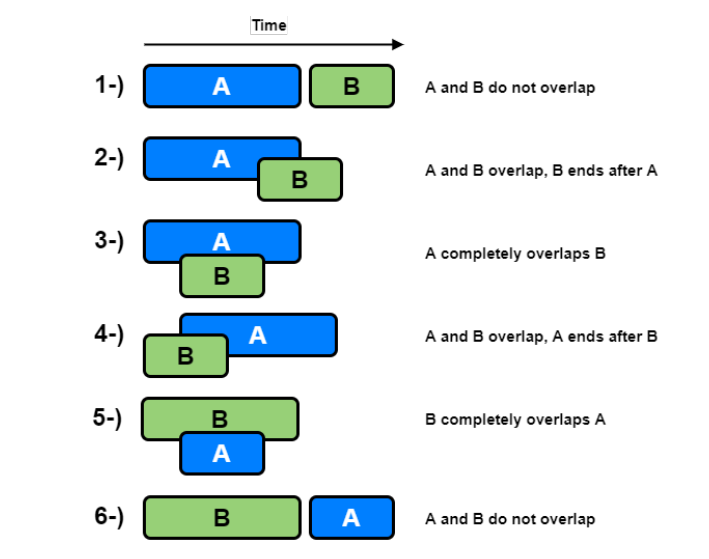 Time
1-) A B A and B do not overlap
2-) A B A and B overlap, B ends after A
3-) A B A completely overlaps B
4-) A B A and B overlap, A ends after B
5-) B A B completely overlaps A
6-) B A A and B do not overlap